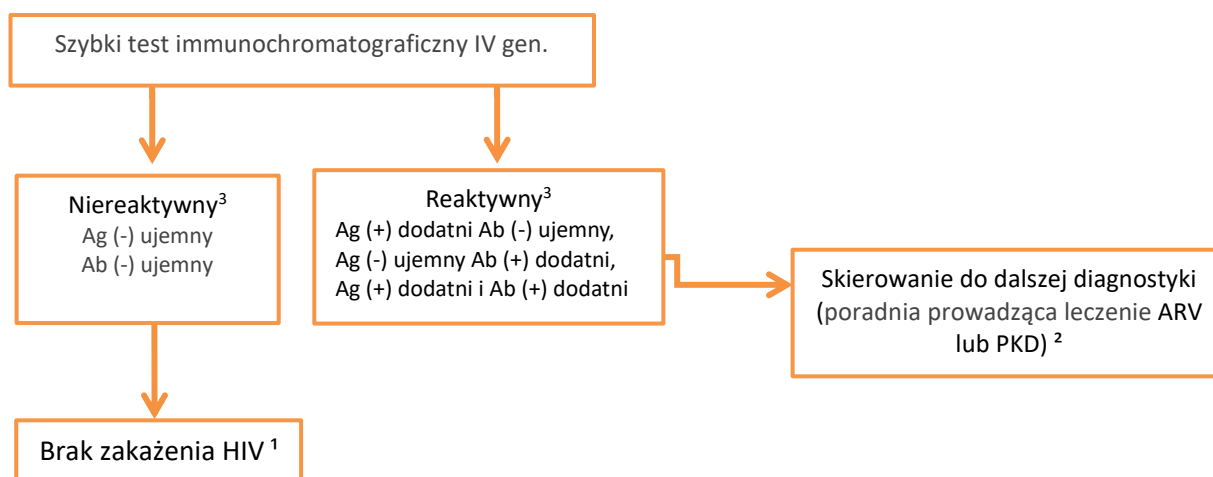 Szybki test immunochromatograficzny IV gen.
Niereaktywny³
Ag (-) ujemny
Ab (-) ujemny
Reaktywny³
Ag (+) dodatni Ab (-) ujemny,
Ag (-) ujemny Ab (+) dodatni,
Ag (+) dodatni i Ab (+) dodatni
Skierowanie do dalszej diagnostyki
(poradnia prowadząca leczenie ARV
lub PKD) ²
Brak zakażenia HIV ¹